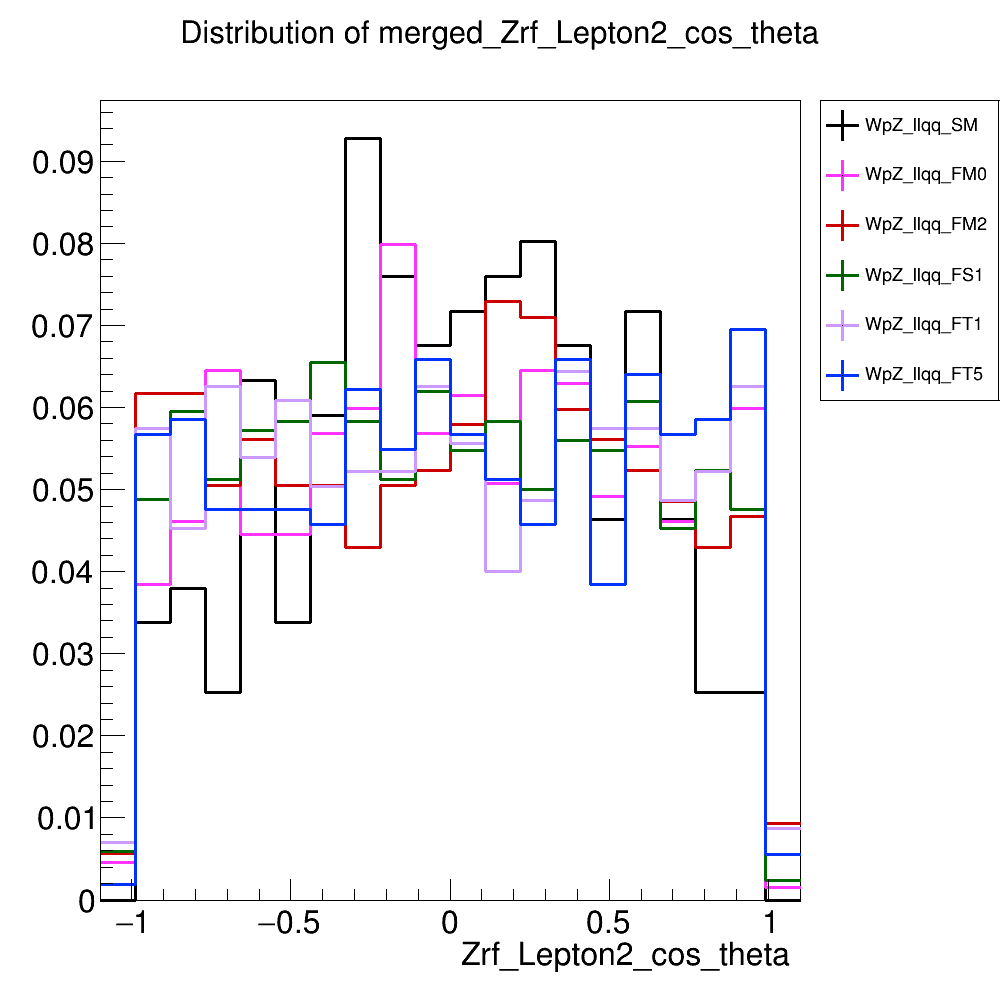 Distribution of merged_Zrf_Lepton2_cos_theta
WpZ_llqq_SM
WpZ_llqq_FM0
WpZ_llqq_FM2
WpZ_llqq_FS1
WpZ_llqq_FT1
WpZ_llqq_FT5
0.09
0.08
0.07
0.06
0.05
0.04
0.03
0.02
0.01
0
−1 −0.5 0 0.5 1
Zrf_Lepton2_cos_theta